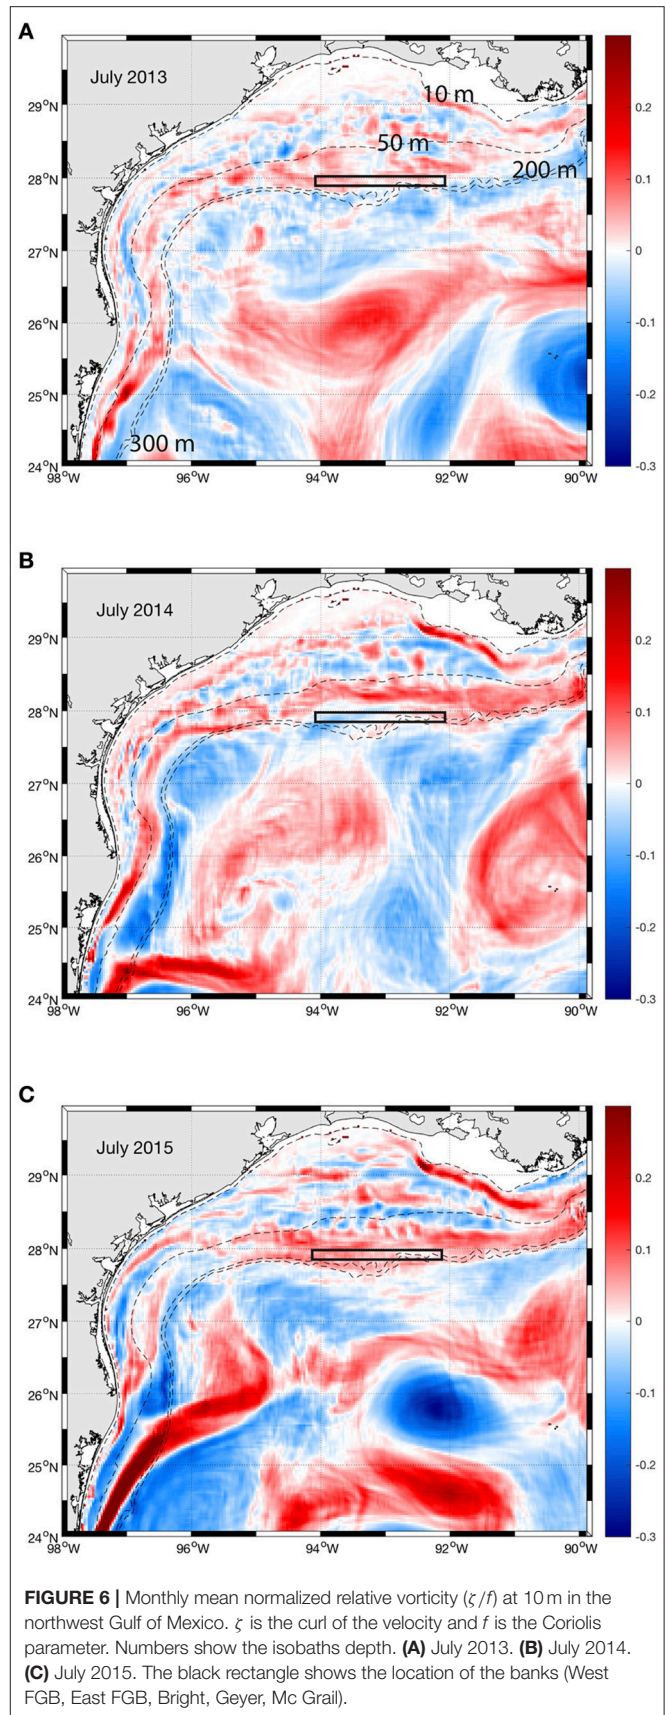 A
July 2013
10 m
50 m
200 m
300 m
29°N
28°N
27°N
26°N
25°N
24°N
98°W
96°W
94°W
92°W
90°W
0.2
0.1
0
-0.1
-0.2
-0.3
B
July 2014
29°N
28°N
27°N
26°N
25°N
24°N
98°W
96°W
94°W
92°W
90°W
0.2
0.1
0
-0.1
-0.2
-0.3
C
July 2015
29°N
28°N
27°N
26°N
25°N
24°N
98°W
96°W
94°W
92°W
90°W
0.2
0.1
0
-0.1
-0.2
-0.3
FIGURE 6 | Monthly mean normalized relative vorticity (ζ/f) at 10 m in the
northwest Gulf of Mexico. ζ is the curl of the velocity and f is the Coriolis
parameter. Numbers show the isobaths depth. (A) July 2013. (B) July 2014.
(C) July 2015. The black rectangle shows the location of the banks (West
FGB, East FGB, Bright, Geyer, Mc Grail).